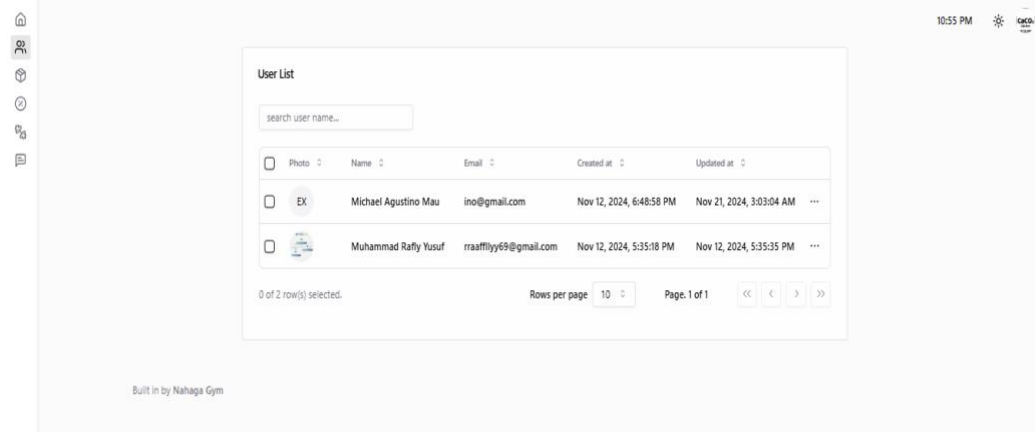 10:55 PM
User List
search user name...
Photo Name Email Created at Updated at
EX Michael Agustino Mau ino@gmail.com Nov 12, 2024, 6:48:58 PM Nov 21, 2024, 3:03:04 AM ...
Muhammad Rafly Yusuf rraaffllyy69@gmail.com Nov 12, 2024, 5:35:18 PM Nov 12, 2024, 5:35:35 PM ...
0 of 2 row(s) selected. Rows per page 10 Page. 1 of 1
Built in by Nahaga Gym